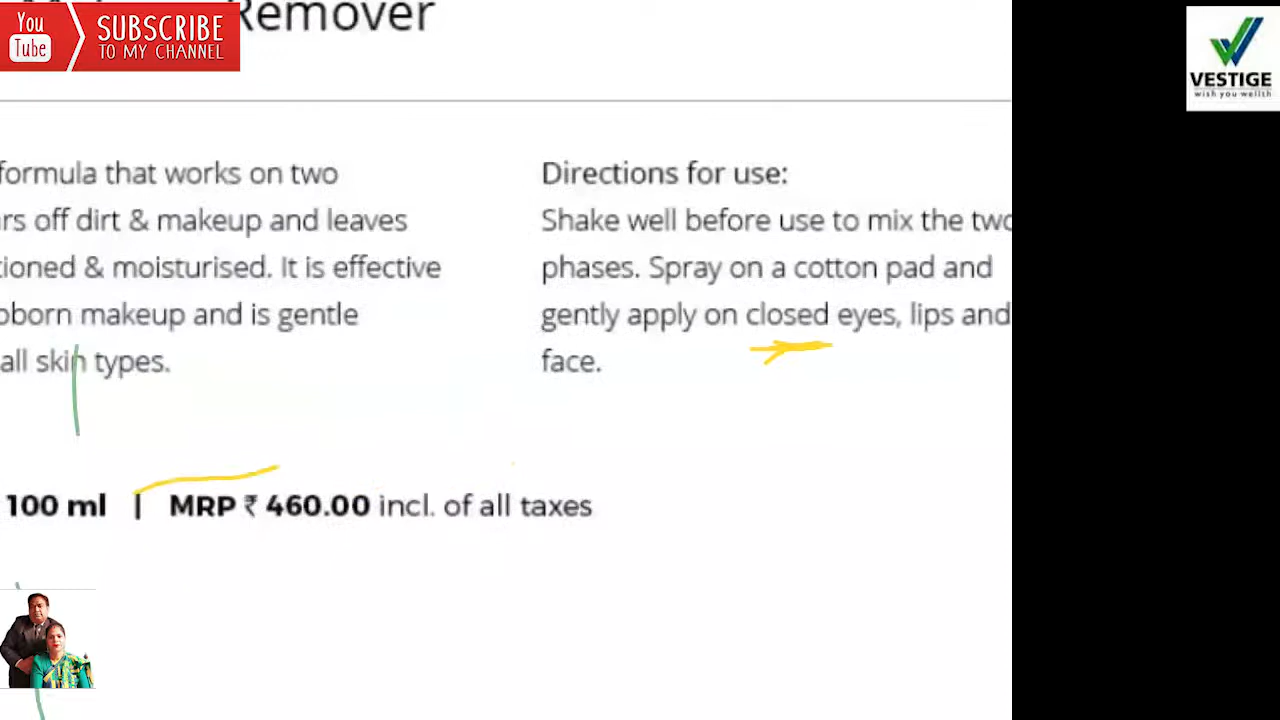 You
Tube
SUBSCRIBE
TO MY CHANNEL
Remover
VESTIGE
wish you wellth
formula that works on two
rs off dirt & makeup and leaves
ioned & moisturised. It is effective
born makeup and is gentle
all skin types.
Directions for use:
Shake well before use to mix the two
phases. Spray on a cotton pad and
gently apply on closed eyes, lips and
face.
100 ml | MRP ₹ 460.00 incl. of all taxes